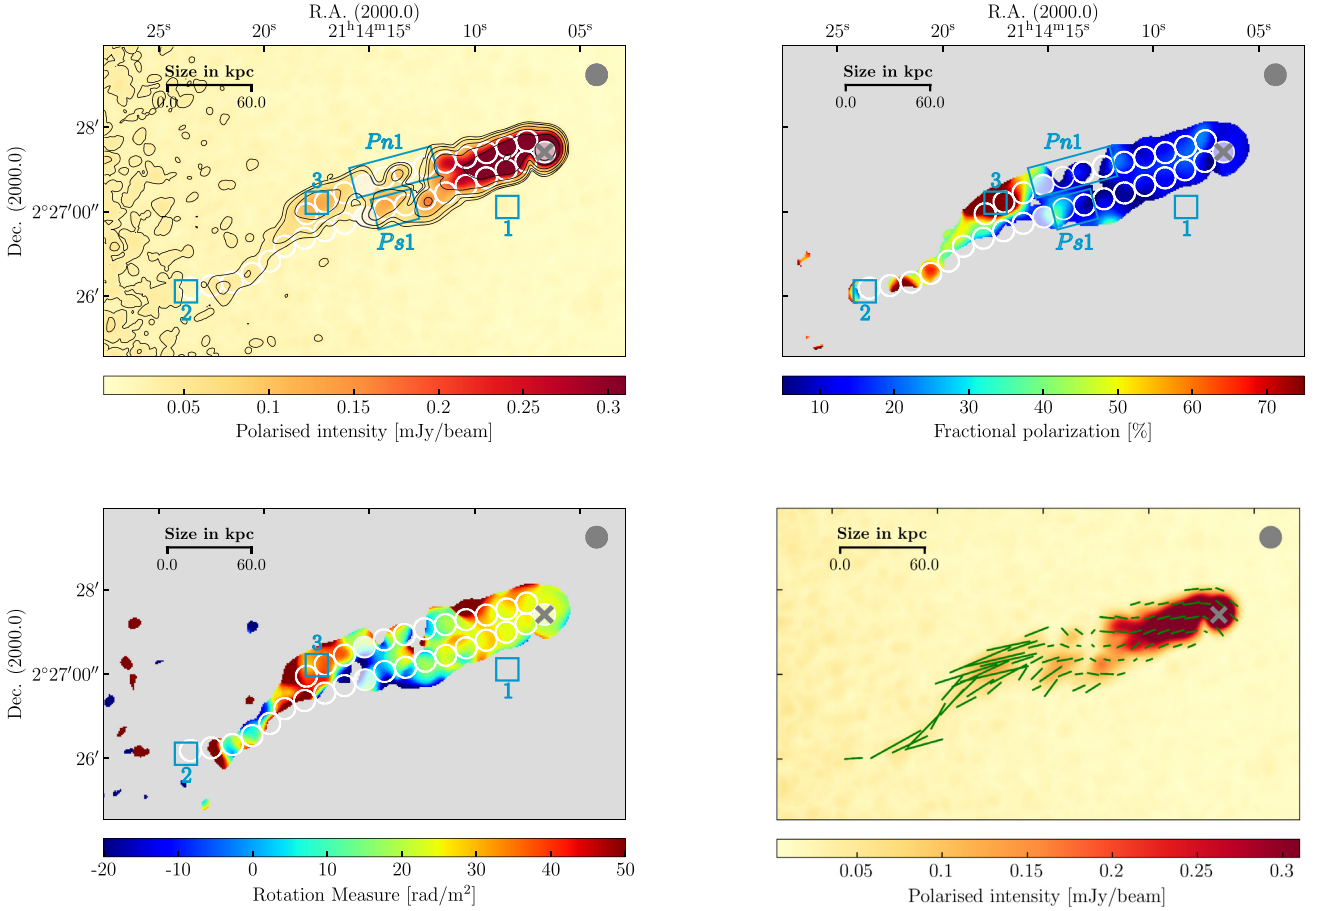 R.A. (2000.0)
25ˢ 20ˢ 21ʰ14ᵐ15ˢ 10ˢ 05ˢ
Size in kpc
0.0 60.0
Dec. (2000.0)
28′
2°27′00″
26′
Pn1
3
Ps1
1
2
0.05 0.1 0.15 0.2 0.25 0.3
Polarised intensity [mJy/beam]
R.A. (2000.0)
25ˢ 20ˢ 21ʰ14ᵐ15ˢ 10ˢ 05ˢ
Size in kpc
0.0 60.0
Pn1
3
Ps1
1
2
10 20 30 40 50 60 70
Fractional polarization [%]
Size in kpc
0.0 60.0
Dec. (2000.0)
28′
2°27′00″
26′
3
1
2
-20 -10 0 10 20 30 40 50
Rotation Measure [rad/m²]
Size in kpc
0.0 60.0
0.05 0.1 0.15 0.2 0.25 0.3
Polarised intensity [mJy/beam]